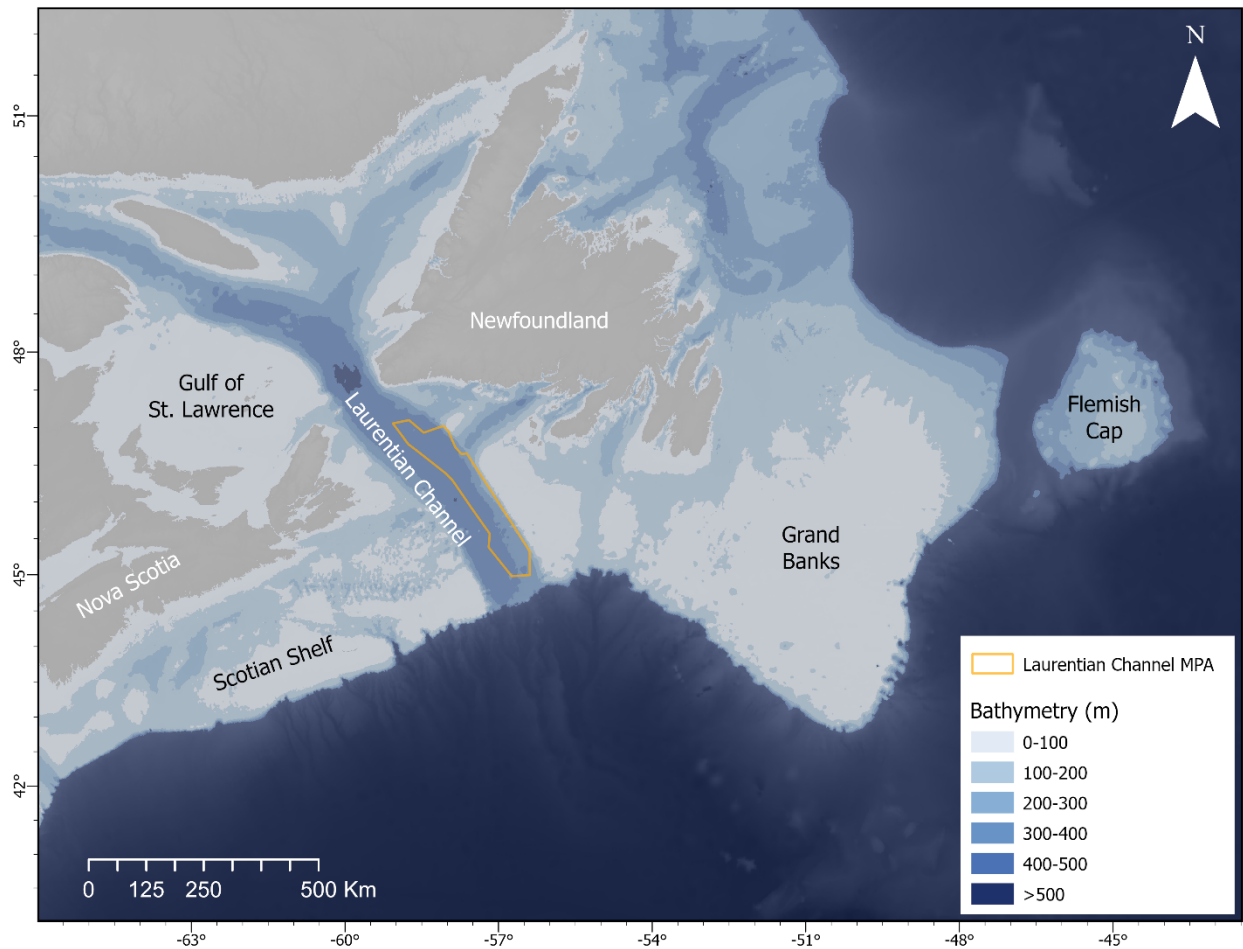 N
51°
48°
45°
42°
Newfoundland
Gulf of
St. Lawrence
Laurentian Channel
Flemish
Cap
Grand
Banks
Nova Scotia
Scotian Shelf
Laurentian Channel MPA
Bathymetry (m)
0-100
100-200
200-300
300-400
400-500
>500
0 125 250 500 Km
-63° -60° -57° -54° -51° -48° -45°